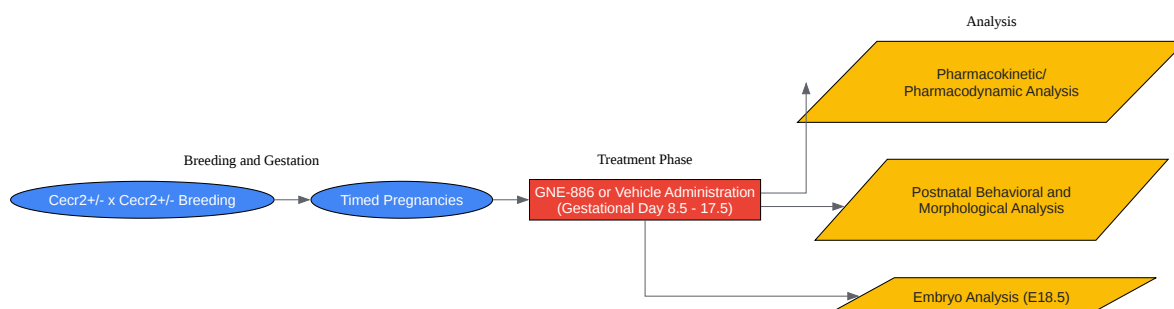 Analysis
Pharmacokinetic/
Pharmacodynamic Analysis
Breeding and Gestation
Treatment Phase
Cecr2+/- x Cecr2+/- Breeding
Timed Pregnancies
GNE-886 or Vehicle Administration
(Gestational Day 8.5 - 17.5)
Postnatal Behavioral and
Morphological Analysis
Embryo Analysis (E18.5)